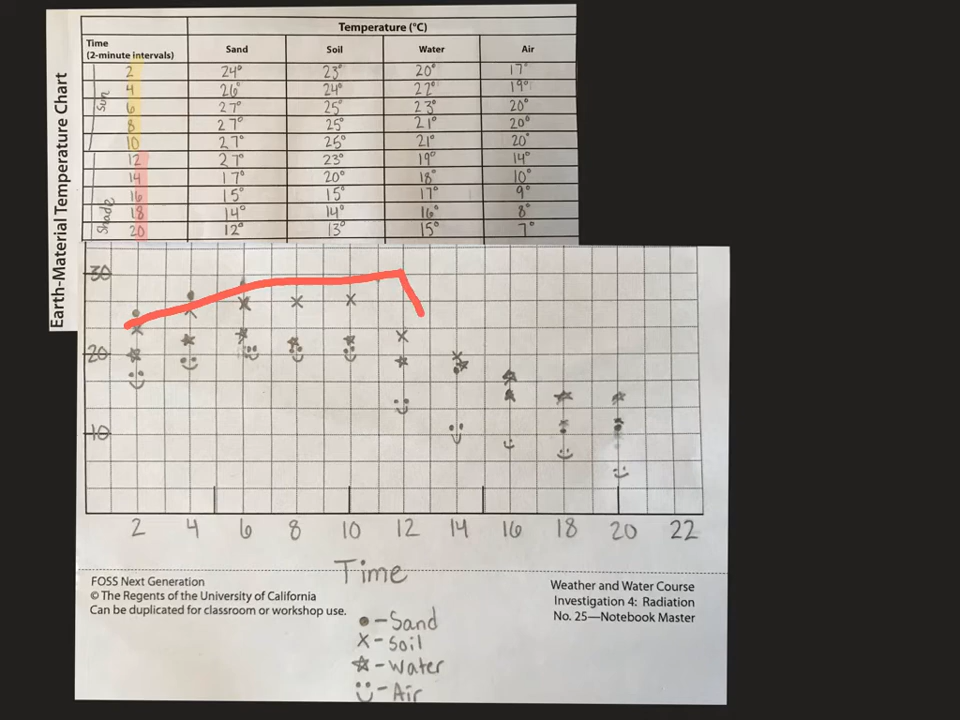 Earth-Material Temperature Chart
Temperature (°C)
Time
(2-minute intervals)
Sand Soil Water Air
Sun
2 24° 23° 20° 17°
4 26° 24° 22° 19°
6 27° 25° 23° 20°
8 27° 25° 21° 20°
10 27° 25° 21° 20°
Shade
12 27° 23° 19° 14°
14 17° 20° 18° 10°
16 15° 15° 17° 9°
18 14° 14° 16° 8°
20 12° 13° 15° 7°
30
20
10
2 4 6 8 10 12 14 16 18 20 22
Time
FOSS Next Generation
© The Regents of the University of California
Can be duplicated for classroom or workshop use.
Weather and Water Course
Investigation 4: Radiation
No. 25—Notebook Master
-Sand
X-Soil
-Water
-Air